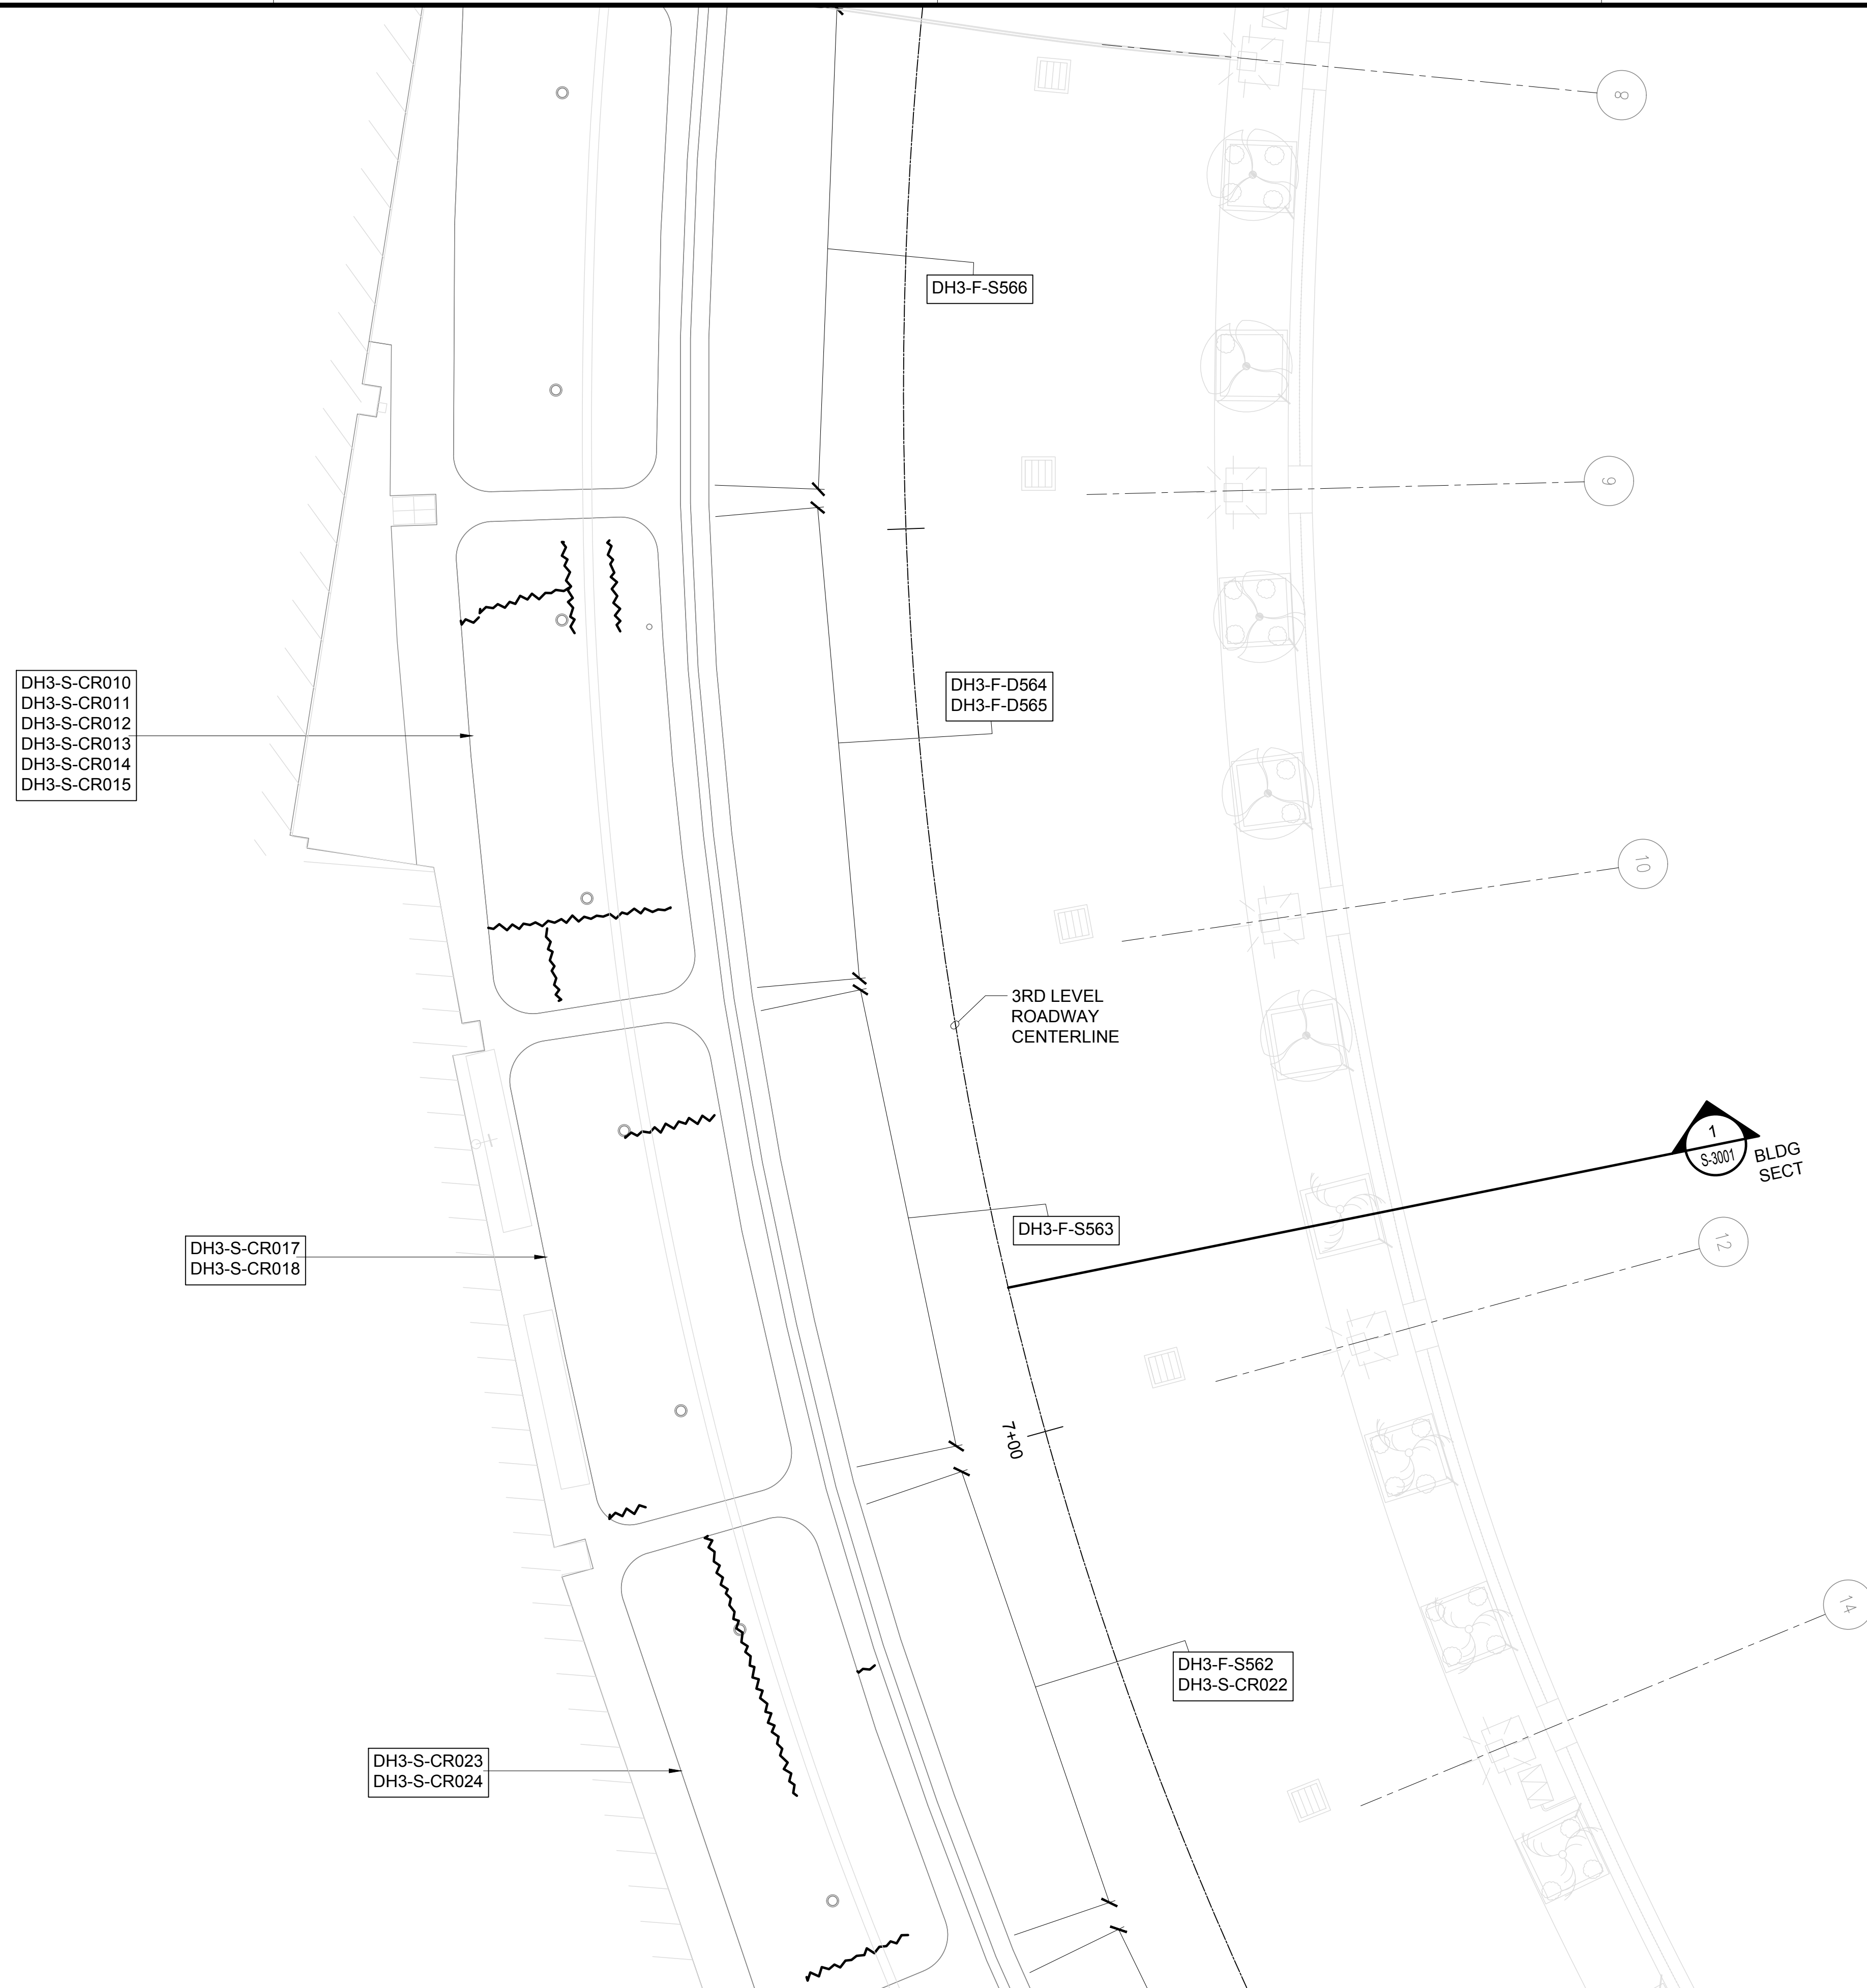 8
DH3-F-S566
9
DH3-S-CR010
DH3-S-CR011
DH3-S-CR012
DH3-S-CR013
DH3-S-CR014
DH3-S-CR015
DH3-F-D564
DH3-F-D565
10
3RD LEVEL
ROADWAY
CENTERLINE
1
S-3001
BLDG
SECT
DH3-F-S563
DH3-S-CR017
DH3-S-CR018
12
7+00
14
DH3-F-S562
DH3-S-CR022
DH3-S-CR023
DH3-S-CR024